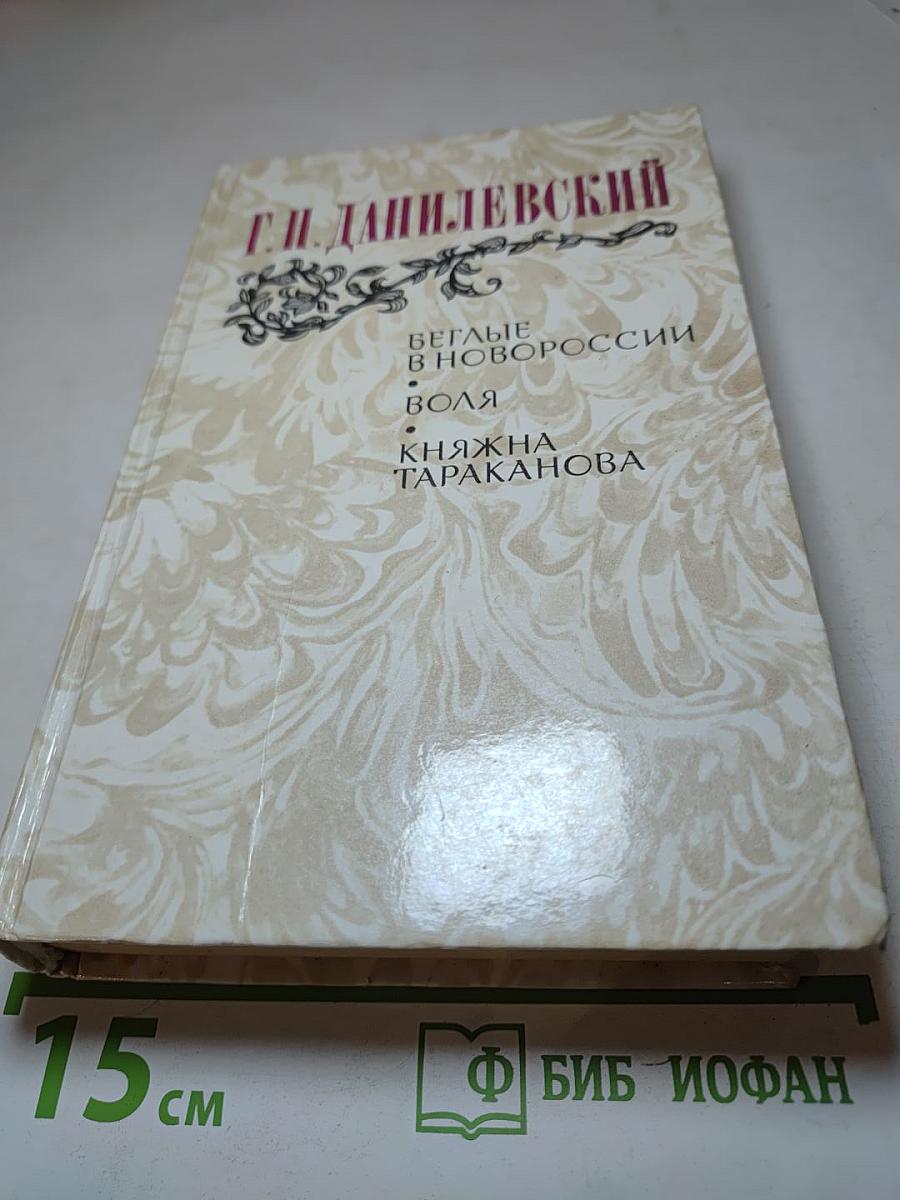 Г. П. ДАНИЛЕВСКИЙ
БЕГЛЫЕ
В НОВОРОССИИ
•
ВОЛЯ
•
КНЯЖНА
ТАРАКАНОВА
15 см
Ф БИБ ИОФАН